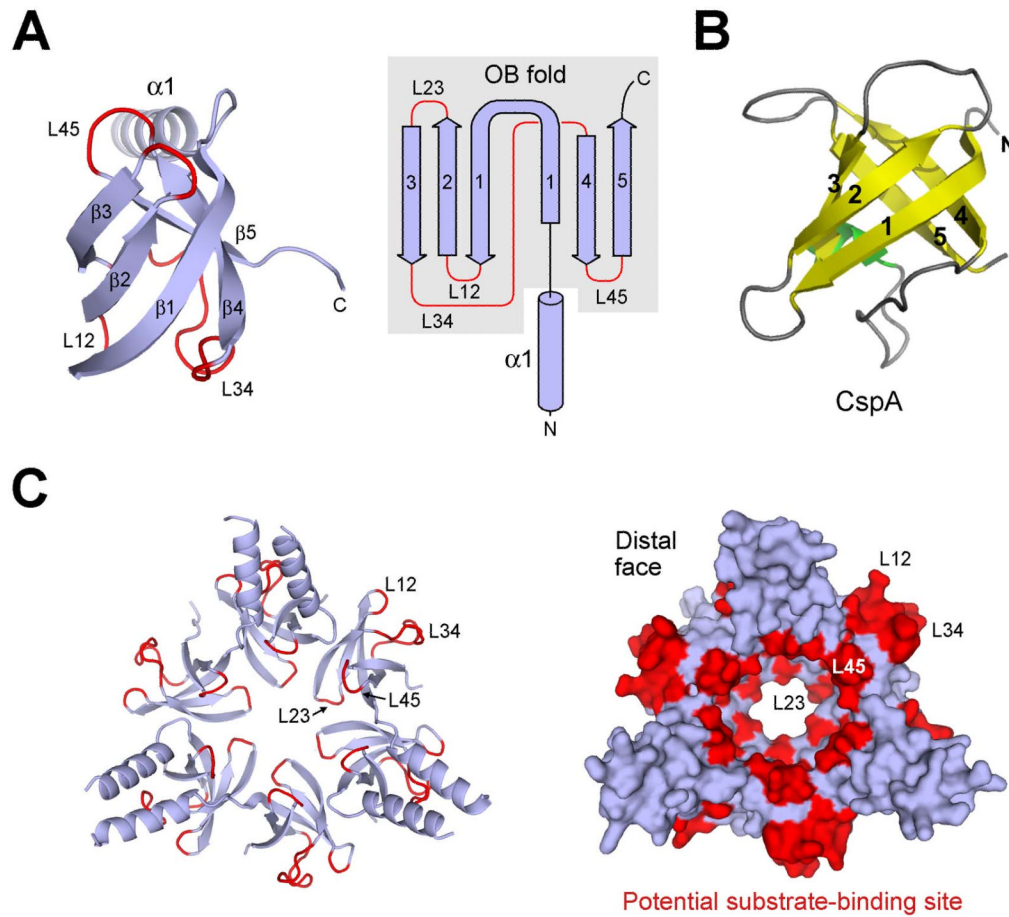 A
α1
L45
β3
β2
β1
β5
β4
L12
L34
C
OB fold
L23
C
3
2
1
1
4
5
L12
L45
L34
α1
N
B
N
3
2
1
4
5
CspA
C
L12
L34
L45
L23
Distal
face
L12
L34
L45
L23
Potential substrate-binding site